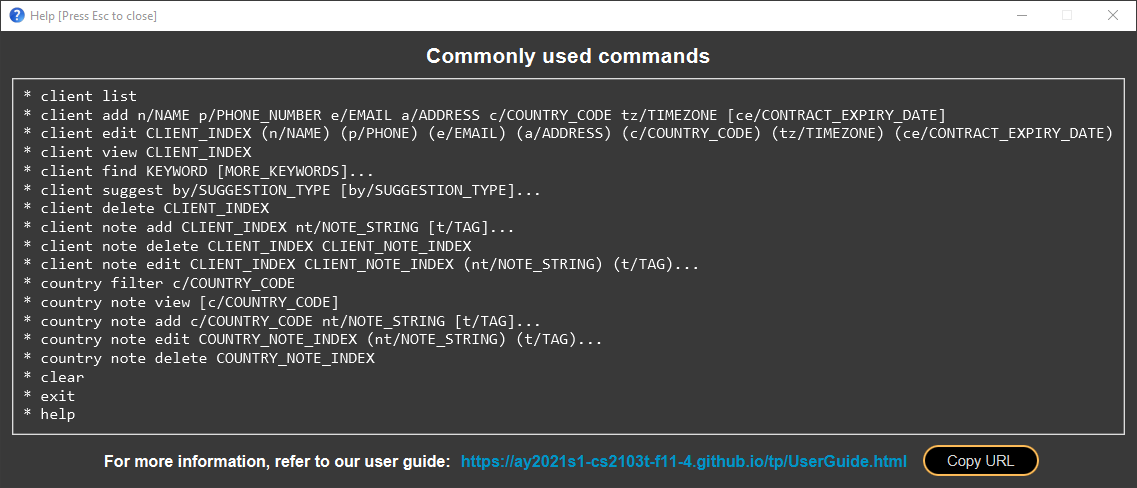 Help [Press Esc to close]
Commonly used commands
* client list
* client add n/NAME p/PHONE_NUMBER e/EMAIL a/ADDRESS c/COUNTRY_CODE tz/TIMEZONE [ce/CONTRACT_EXPIRY_DATE]
* client edit CLIENT_INDEX (n/NAME) (p/PHONE) (e/EMAIL) (a/ADDRESS) (c/COUNTRY_CODE) (tz/TIMEZONE) (ce/CONTRACT_EXPIRY_DATE)
* client view CLIENT_INDEX
* client find KEYWORD [MORE_KEYWORDS]...
* client suggest by/SUGGESTION_TYPE [by/SUGGESTION_TYPE]...
* client delete CLIENT_INDEX
* client note add CLIENT_INDEX nt/NOTE_STRING [t/TAG]...
* client note delete CLIENT_INDEX CLIENT_NOTE_INDEX
* client note edit CLIENT_INDEX CLIENT_NOTE_INDEX (nt/NOTE_STRING) (t/TAG)...
* country filter c/COUNTRY_CODE
* country note view [c/COUNTRY_CODE]
* country note add c/COUNTRY_CODE nt/NOTE_STRING [t/TAG]...
* country note edit COUNTRY_NOTE_INDEX (nt/NOTE_STRING) (t/TAG)...
* country note delete COUNTRY_NOTE_INDEX
* clear
* exit
* help
For more information, refer to our user guide: https://ay2021s1-cs2103t-f11-4.github.io/tp/UserGuide.html Copy URL